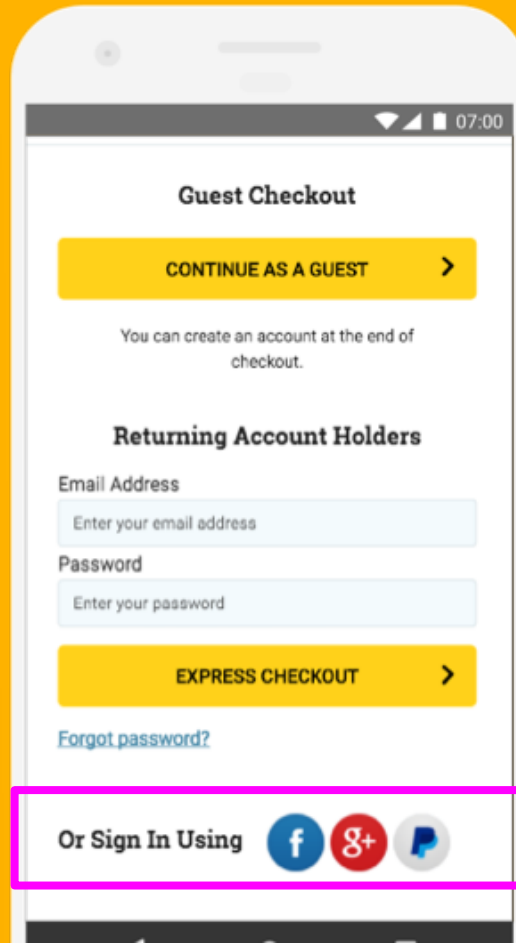 07:00
Guest Checkout
CONTINUE AS A GUEST
You can create an account at the end of
checkout.
Returning Account Holders
Email Address
Enter your email address
Password
Enter your password
EXPRESS CHECKOUT
Forgot password?
Or Sign In Using f g+ P